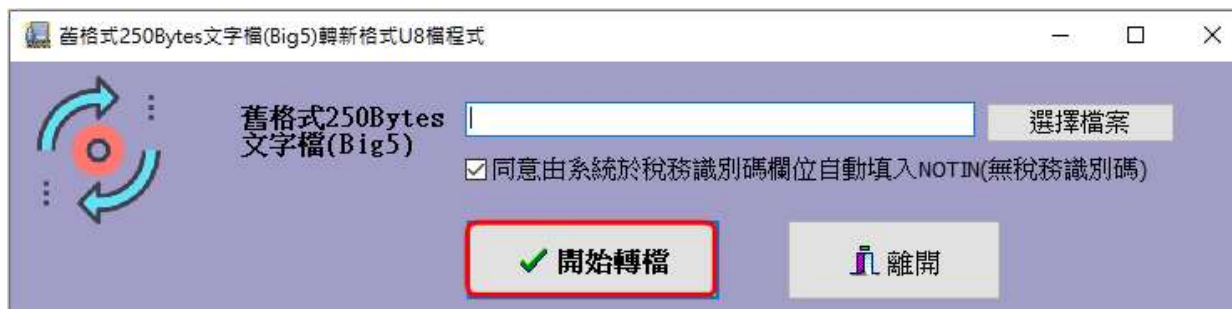 舊格式250Bytes文字檔(Big5)轉新格式U8檔程式
舊格式250Bytes
文字檔(Big5)
選擇檔案
同意由系統於稅務識別碼欄位自動填入NOTIN(無稅務識別碼)
開始轉檔
離開